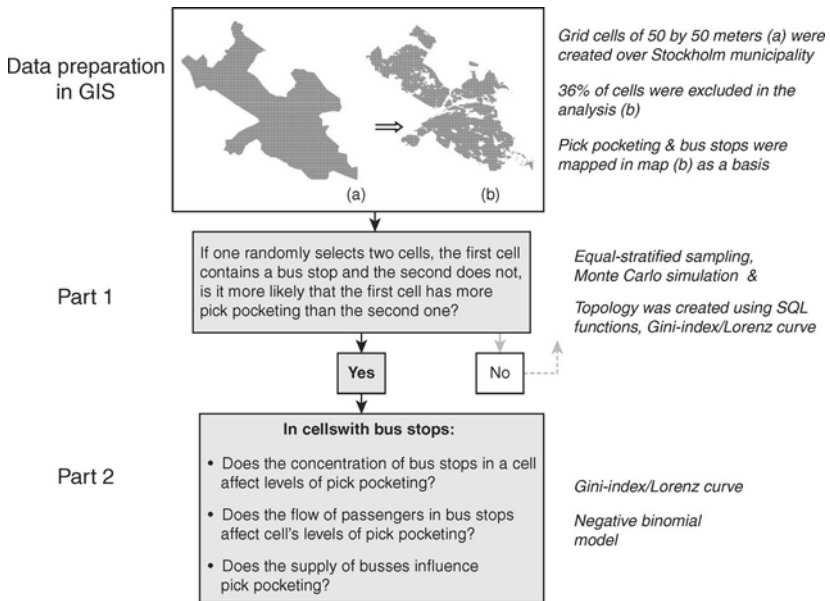 Data preparation
in GIS
(a)
(b)
Grid cells of 50 by 50 meters (a) were
created over Stockholm municipality
36% of cells were excluded in the
analysis (b)
Pick pocketing & bus stops were
mapped in map (b) as a basis
Part 1
If one randomly selects two cells, the first cell
contains a bus stop and the second does not,
is it more likely that the first cell has more
pick pocketing than the second one?
Equal-stratified sampling,
Monte Carlo simulation &
Topology was created using SQL
functions, Gini-index/Lorenz curve
Yes
No
Part 2
In cellswith bus stops:
• Does the concentration of bus stops in a cell
affect levels of pick pocketing?
• Does the flow of passengers in bus stops
affect cell's levels of pick pocketing?
• Does the supply of busses influence
pick pocketing?
Gini-index/Lorenz curve
Negative binomial
model